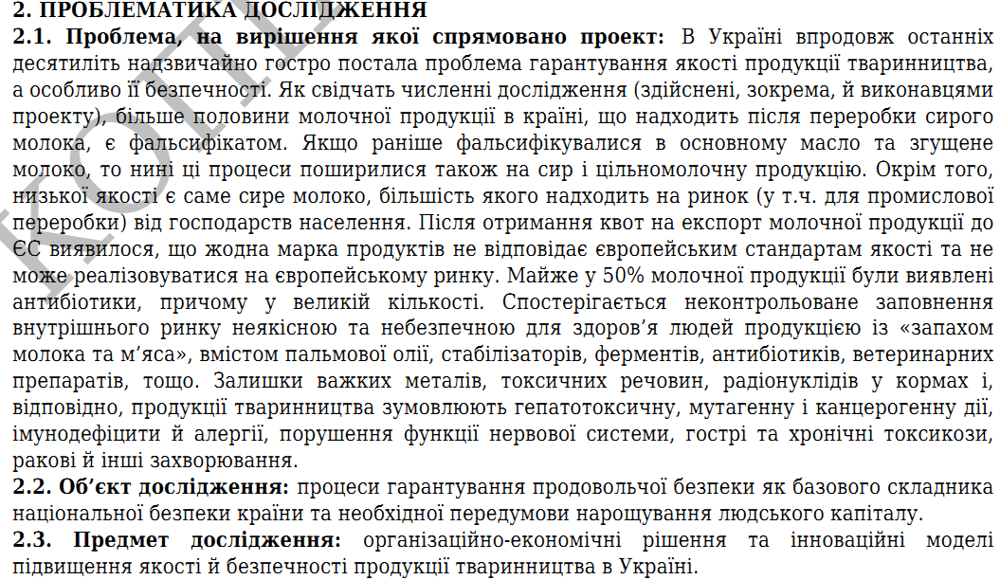 2. ПРОБЛЕМАТИКА ДОСЛІДЖЕННЯ
2.1. Проблема, на вирішення якої спрямовано проект: В Україні впродовж останніх
десятиліть надзвичайно гостро постала проблема гарантування якості продукції тваринництва,
а особливо її безпечності. Як свідчать численні дослідження (здійснені, зокрема, й виконавцями
проекту), більше половини молочної продукції в країні, що надходить після переробки сирого
молока, є фальсифікатом. Якщо раніше фальсифікувалися в основному масло та згущене
молоко, то нині ці процеси поширилися також на сир і цільномолочну продукцію. Окрім того,
низької якості є саме сире молоко, більшість якого надходить на ринок (у т.ч. для промислової
переробки) від господарств населення. Після отримання квот на експорт молочної продукції до
ЄС виявилося, що жодна марка продуктів не відповідає європейським стандартам якості та не
може реалізовуватися на європейському ринку. Майже у 50% молочної продукції були виявлені
антибіотики, причому у великій кількості. Спостерігається неконтрольоване заповнення
внутрішнього ринку неякісною та небезпечною для здоров’я людей продукцією із «запахом
молока та м’яса», вмістом пальмової олії, стабілізаторів, ферментів, антибіотиків, ветеринарних
препаратів, тощо. Залишки важких металів, токсичних речовин, радіонуклідів у кормах і,
відповідно, продукції тваринництва зумовлюють гепатотоксичну, мутагенну і канцерогенну дії,
імунодефіцити й алергії, порушення функції нервової системи, гострі та хронічні токсикози,
ракові й інші захворювання.
2.2. Об’єкт дослідження: процеси гарантування продовольчої безпеки як базового складника
національної безпеки країни та необхідної передумови нарощування людського капіталу.
2.3. Предмет дослідження: організаційно-економічні рішення та інноваційні моделі
підвищення якості й безпечності продукції тваринництва в Україні.